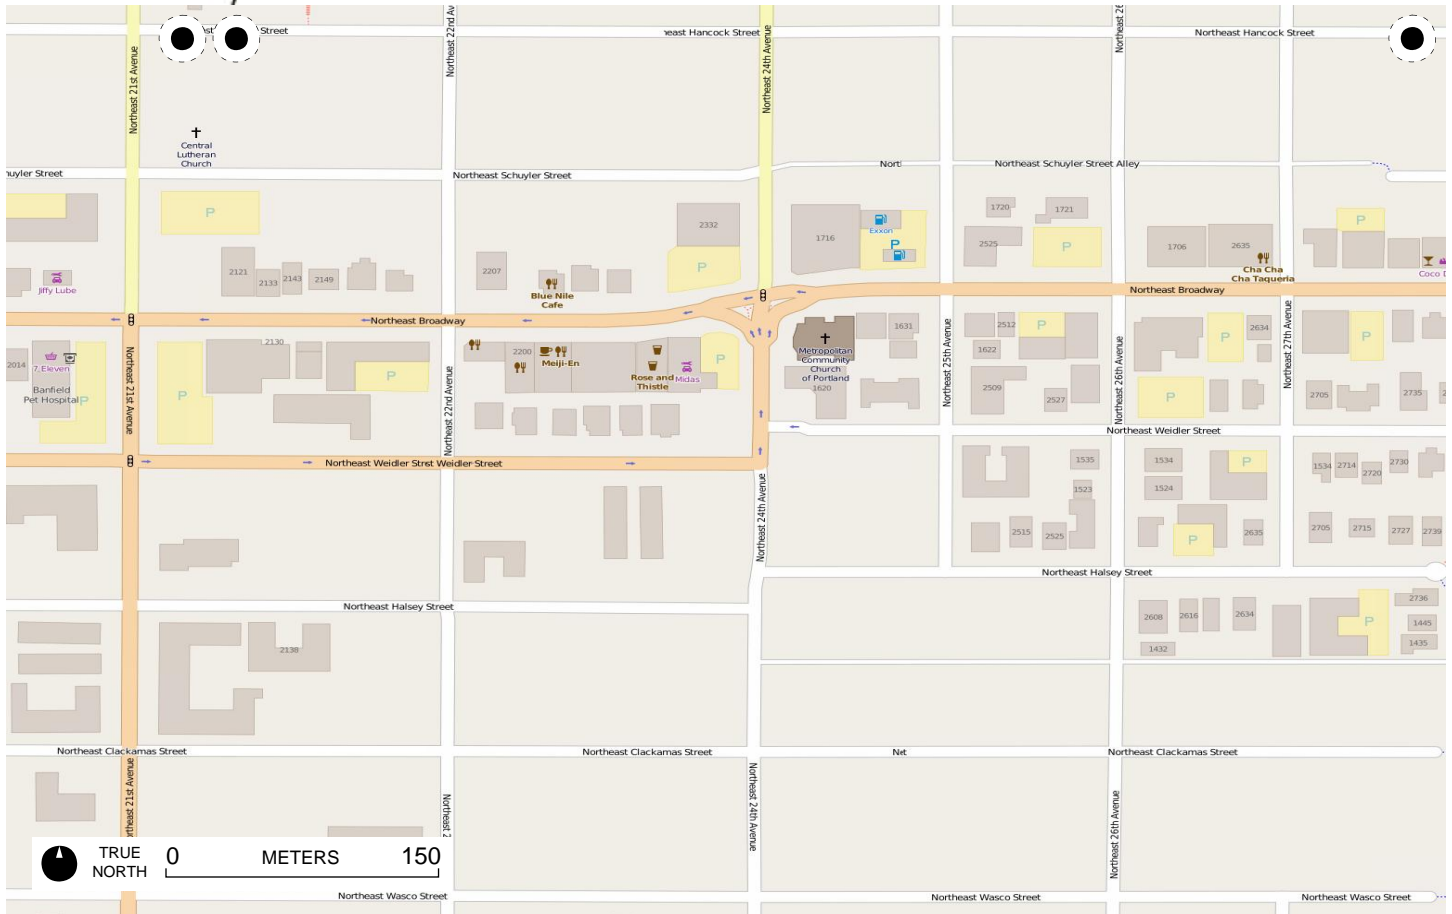 Northeast Hancock Street
Northeast 21st Avenue
Northeast 22nd Av
Northeast 24th Avenue
Northeast 26
Street
east Hancock Street
Central
Lutheran
Church
huyler Street
Northeast Schuyler Street
Nort
Northeast Schuyler Street Alley
P
2332
P
1716
Exxon
P
1720
1721
2525
P
1706
2635
Cha Cha
Cha Taqueria
P
Coco D
Jiffy Lube
2121
2133
2143
2149
2207
Blue Nile
Cafe
Northeast Broadway
Northeast Broadway
2014
7 Eleven
Banfield
Pet Hospital
P
Northeast 21st Avenue
P
2130
P
Northeast 22nd Avenue
2200
Meiji-En
Rose and
Thistle
Midas
P
Metropolitan
Community
Church
of Portland
1620
1631
Northeast 25th Avenue
2512
1622
P
2509
2527
Northeast 26th Avenue
P
2634
P
Northeast 27th Avenue
P
2705
2735
2
Northeast Weidler Street
Northeast Weidler Stret Weidler Street
Northeast 24th Avenue
1535
1523
2515
2525
1534
1524
P
P
2635
1534
2714
2720
2730
2705
2715
2727
2739
Northeast Halsey Street
Northeast Halsey Street
2138
2608
2616
2634
1432
P
2736
1445
1435
Northeast Clackamas Street
Northeast Clackamas Street
Net
Northeast Clackamas Street
rtheast 21st Avenue
Northeast 2
Northeast 24th Avenue
Northeast 26th Avenue
TRUE
NORTH
0 METERS 150
Northeast Wasco Street
Northeast Wasco Street
Northeast Wasco Street